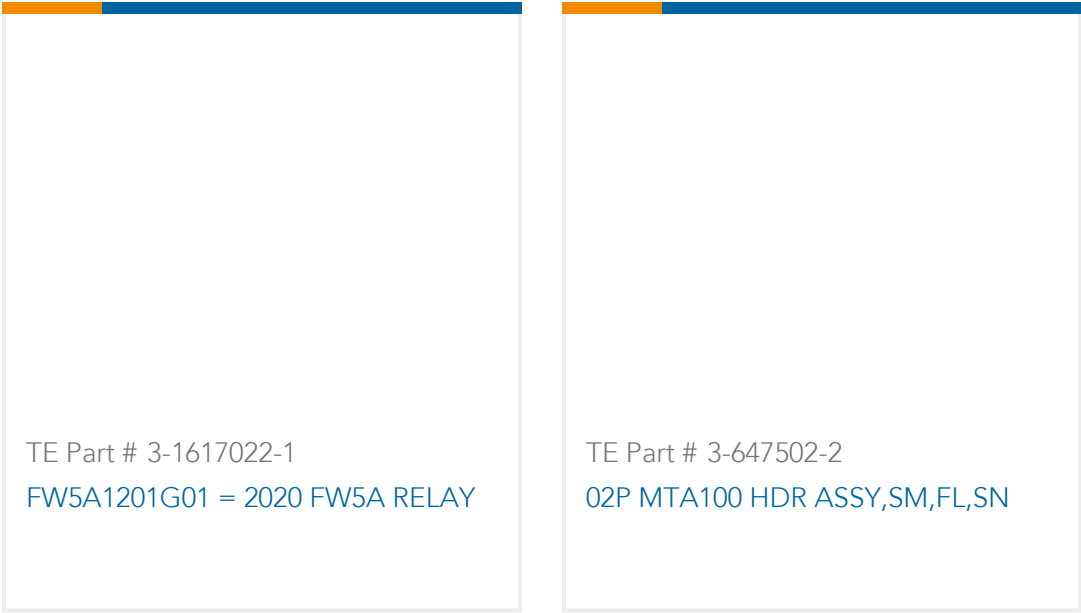 TE Part # 3-1617022-1
FW5A1201G01 = 2020 FW5A RELAY
TE Part # 3-647502-2
02P MTA100 HDR ASSY,SM,FL,SN